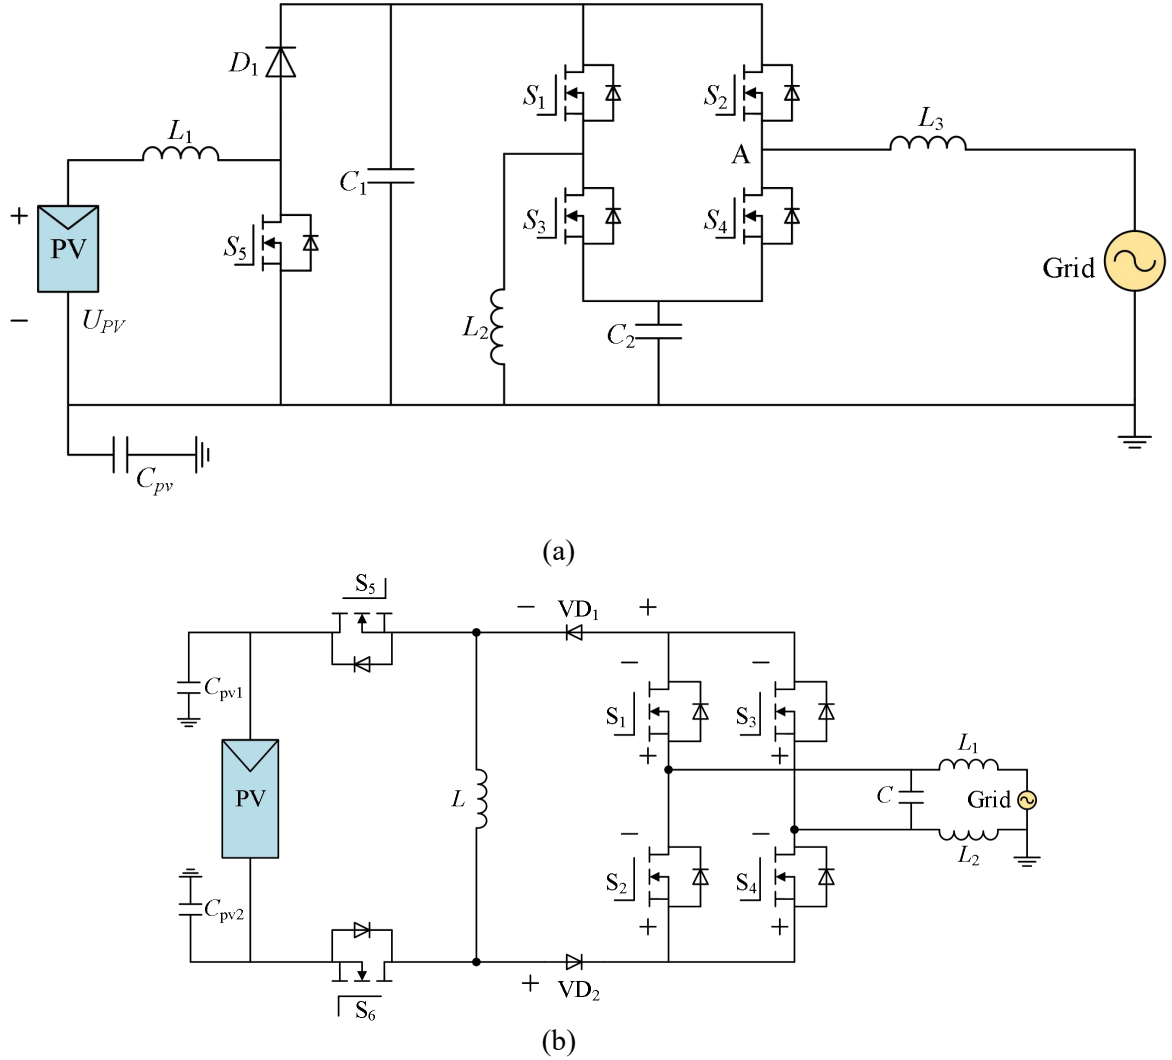 D1
S1
S2
L3
L1
A
C1
S3
S4
+
PV
S5
Grid
−
UPV
L2
C2
Cpv
(a)
S5
−
VD1
+
−
−
Cpv1
S1
S3
+
+
L1
PV
L
C
Grid
−
−
L2
S2
S4
Cpv2
+
+
+
VD2
S6
(b)